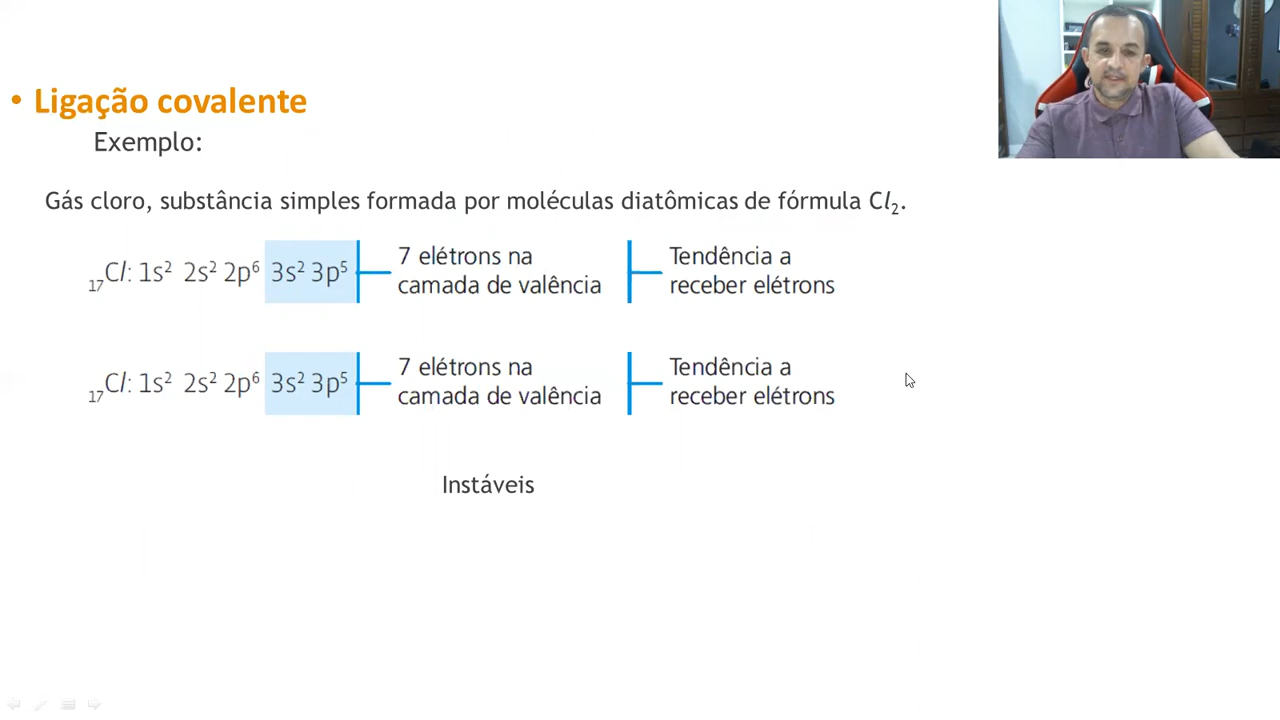 • Ligação covalente
Exemplo:
Gás cloro, substância simples formada por moléculas diatômicas de fórmula Cl₂.
₁₇Cl: 1s² 2s² 2p⁶ 3s² 3p⁵
7 elétrons na
camada de valência
Tendência a
receber elétrons
₁₇Cl: 1s² 2s² 2p⁶ 3s² 3p⁵
7 elétrons na
camada de valência
Tendência a
receber elétrons
Instáveis